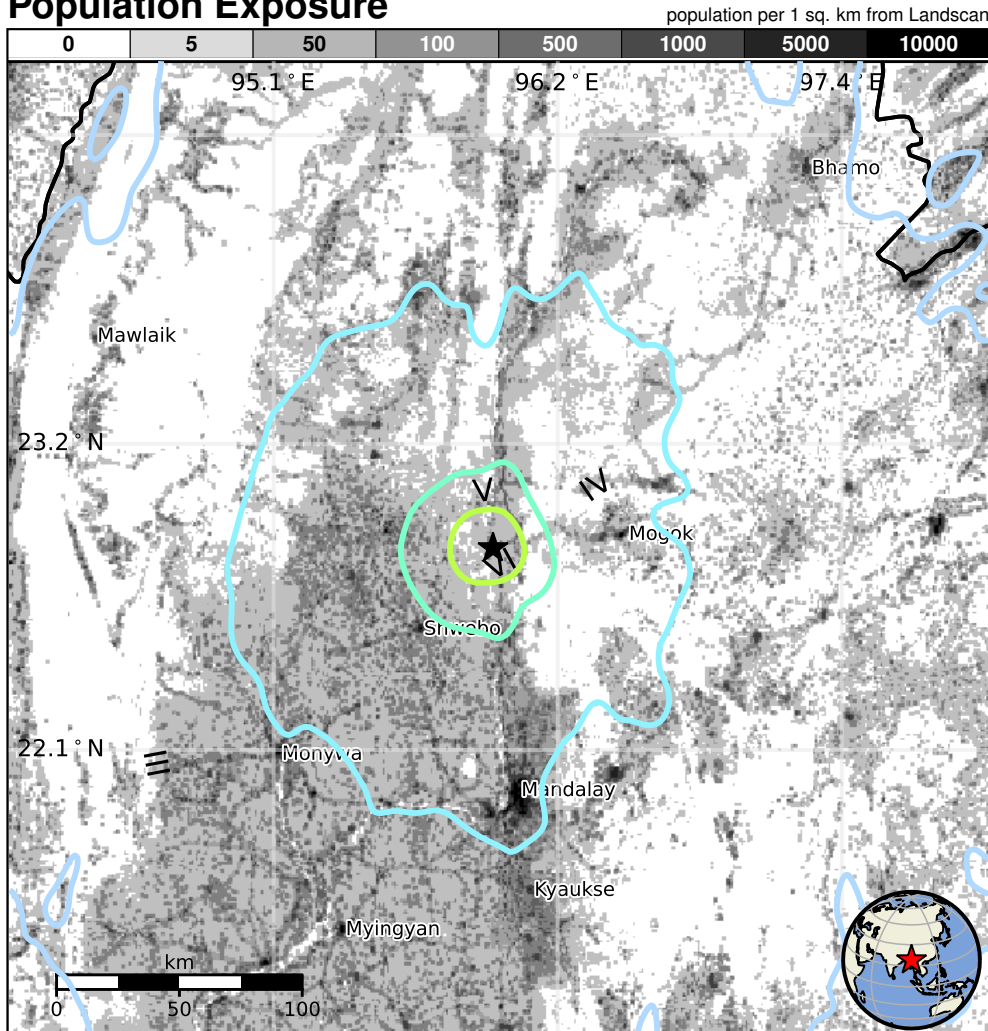 Population Exposure
population per 1 sq. km from Landscan
0 5 50 100 500 1000 5000 10000
95.1°E 96.2°E 97.4°E
Bhamo
Mawlaik
23.2°N
V IV
Mogok
VI
Shwebo
22.1°N
III
Monywa
Mandalay
Kyaukse
Myingyan
km
0 50 100